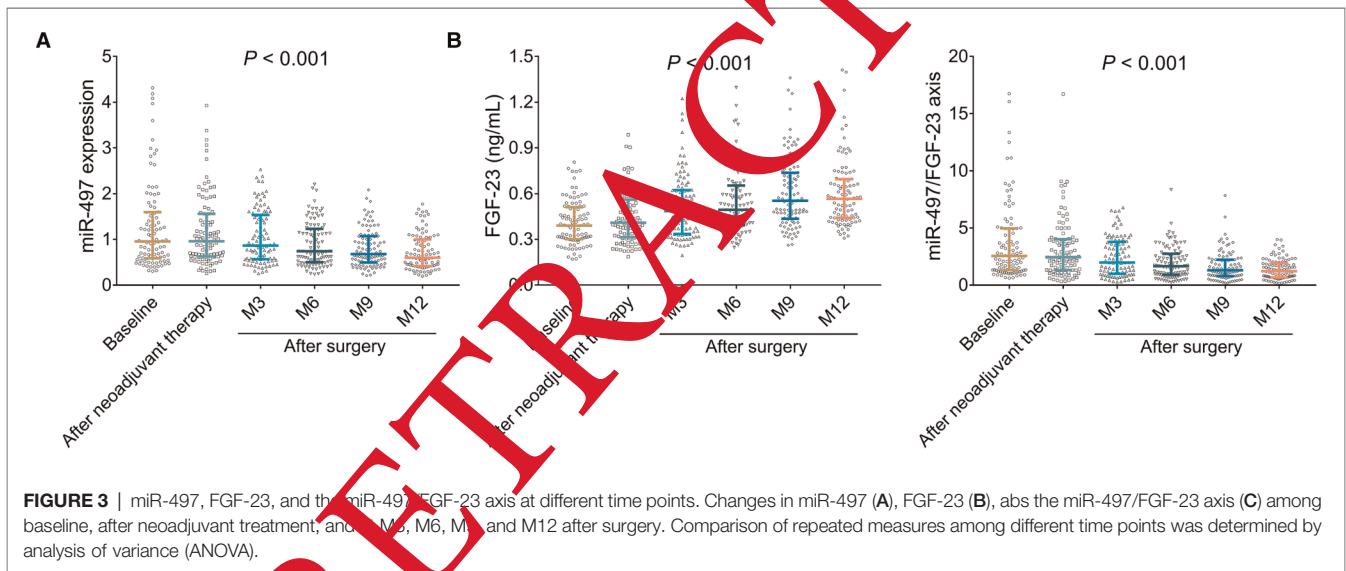 A
P < 0.001
miR-497 expression
5
4
3
2
1
0
Baseline
After neoadjuvant therapy
M3
M6
M9
M12
After surgery
B
P < 0.001
FGF-23 (ng/mL)
1.5
1.2
0.9
0.6
0.3
0.0
therapy
M3
M6
M9
M12
After surgery
P < 0.001
miR-497/FGF-23 axis
20
15
10
5
0
Baseline
After neoadjuvant therapy
M3
M6
M9
M12
After surgery
RETRACT
FIGURE 3 | miR-497, FGF-23, and the miR-497/FGF-23 axis at different time points. Changes in miR-497 (A), FGF-23 (B), abs the miR-497/FGF-23 axis (C) among
baseline, after neoadjuvant treatment, and M3, M6, M9 and M12 after surgery. Comparison of repeated measures among different time points was determined by
analysis of variance (ANOVA).